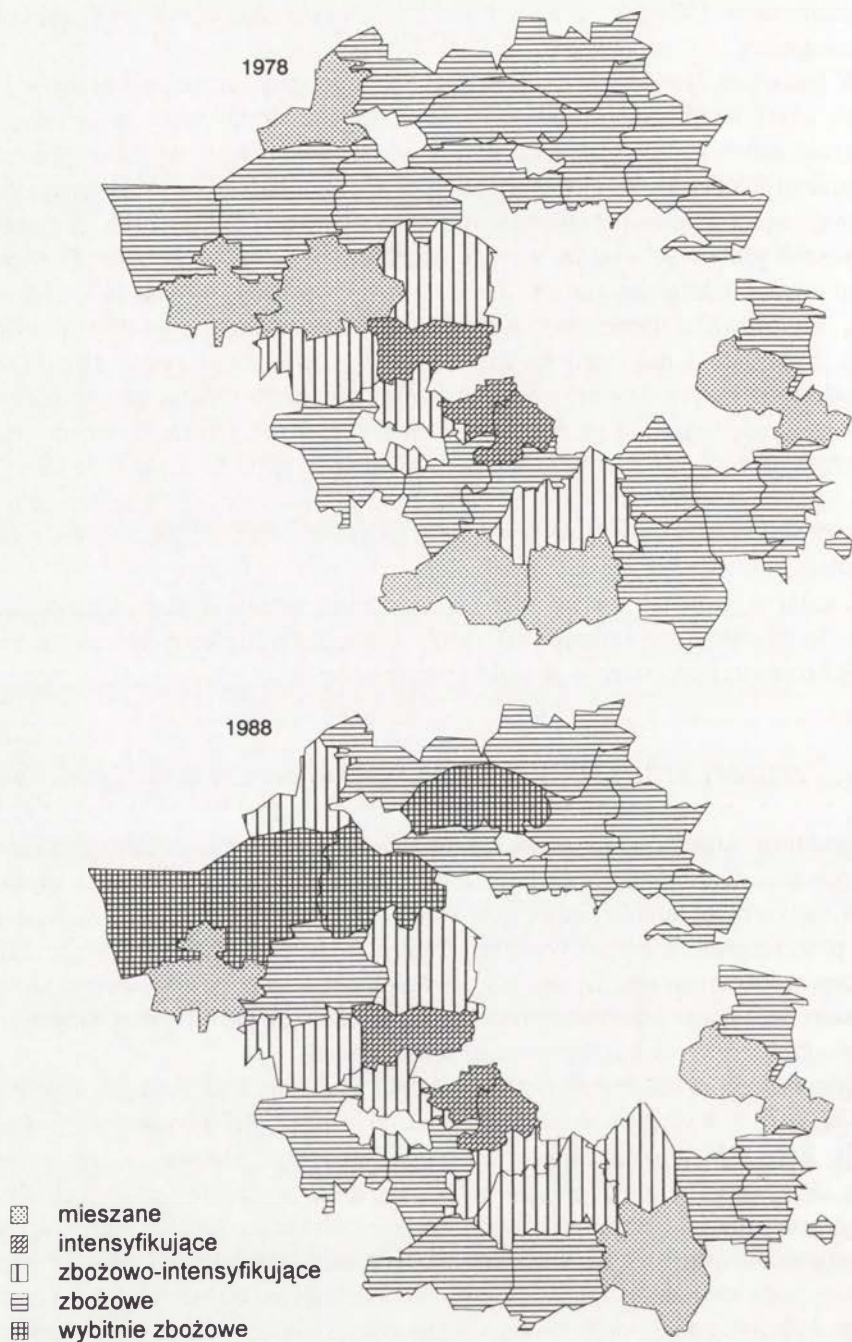 1978
1988
mieszane
intensyfikujące
zbożowo-intensyfikujące
zbożowe
wybitnie zbożowe